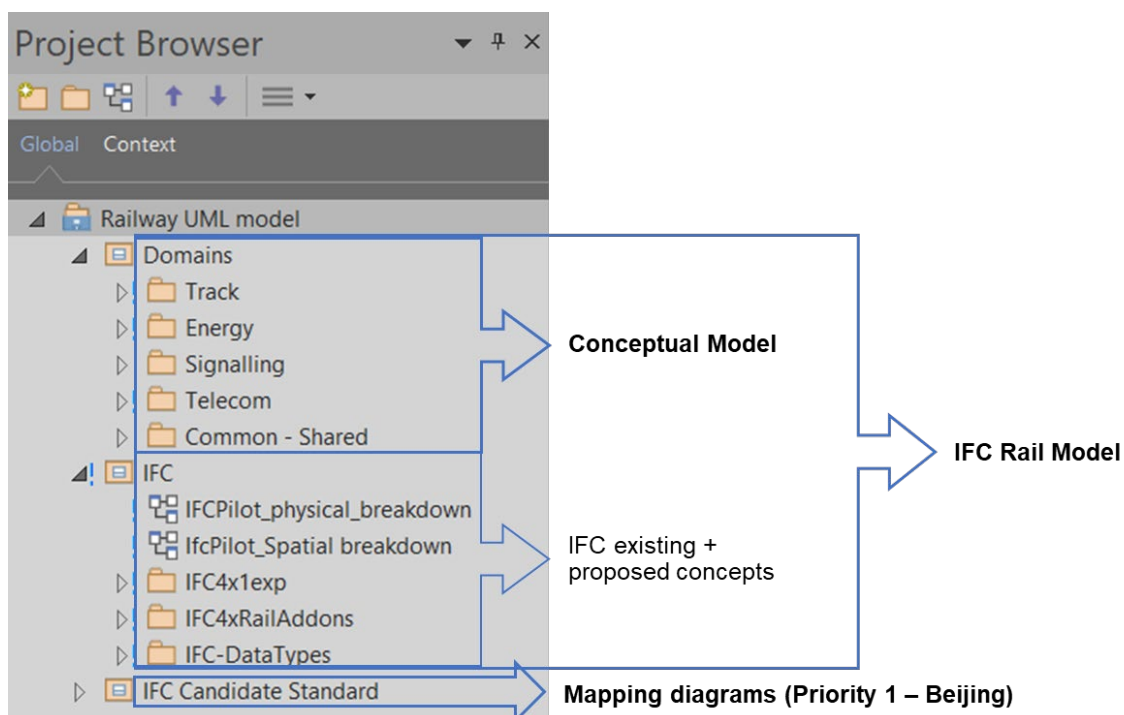 Project Browser
Global Context
Railway UML model
Domains
Track
Energy
Signalling
Telecom
Common - Shared
IFC
IFCPilot_physical_breakdown
IfcPilot_Spatial breakdown
IFC4x1exp
IFC4xRailAddons
IFC-DataTypes
IFC Candidate Standard
Conceptual Model
IFC existing +
proposed concepts
Mapping diagrams (Priority 1 – Beijing)
IFC Rail Model